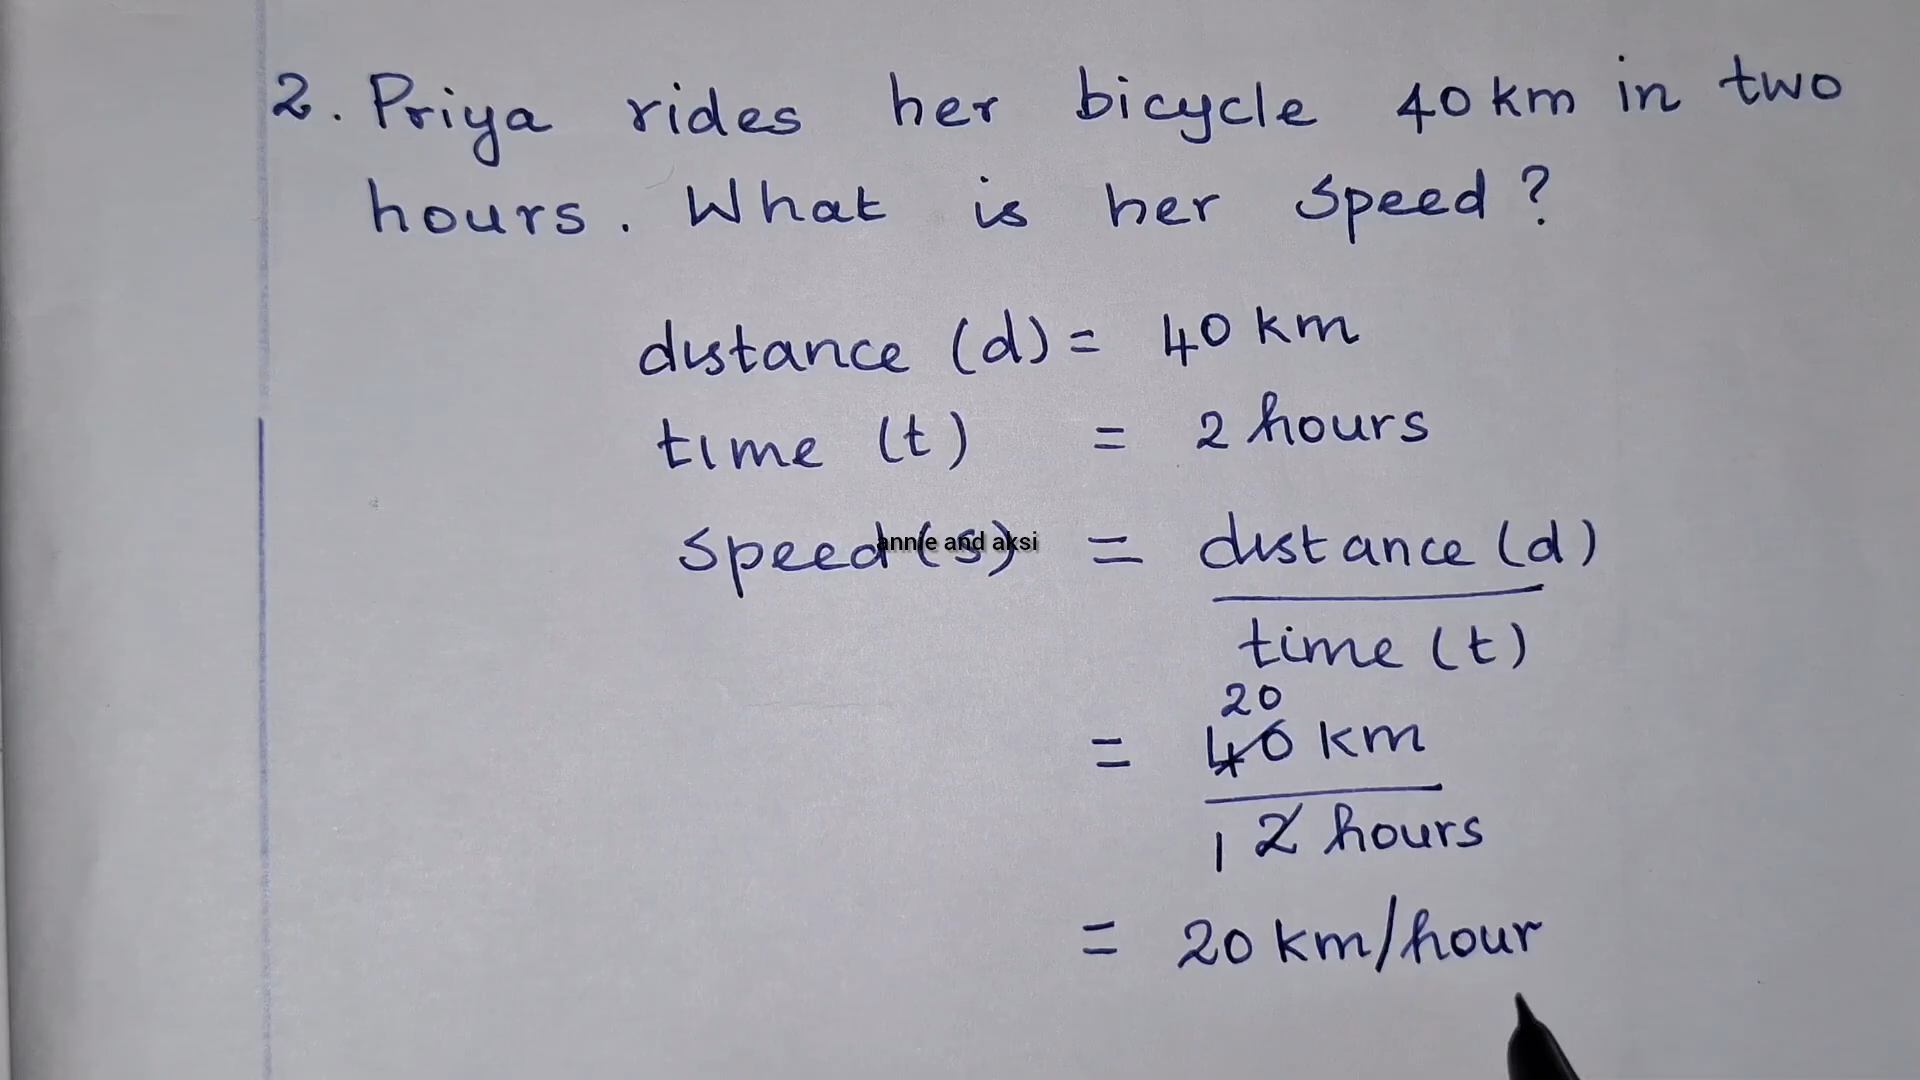 2. Priya rides her bicycle 40 km in two
hours. What is her speed?
distance (d) = 40 km
time (t) = 2 hours
speed (s) = distance (d)
time (t)
20
= 40 km
1 2 hours
= 20 km/hour
annie and aksi